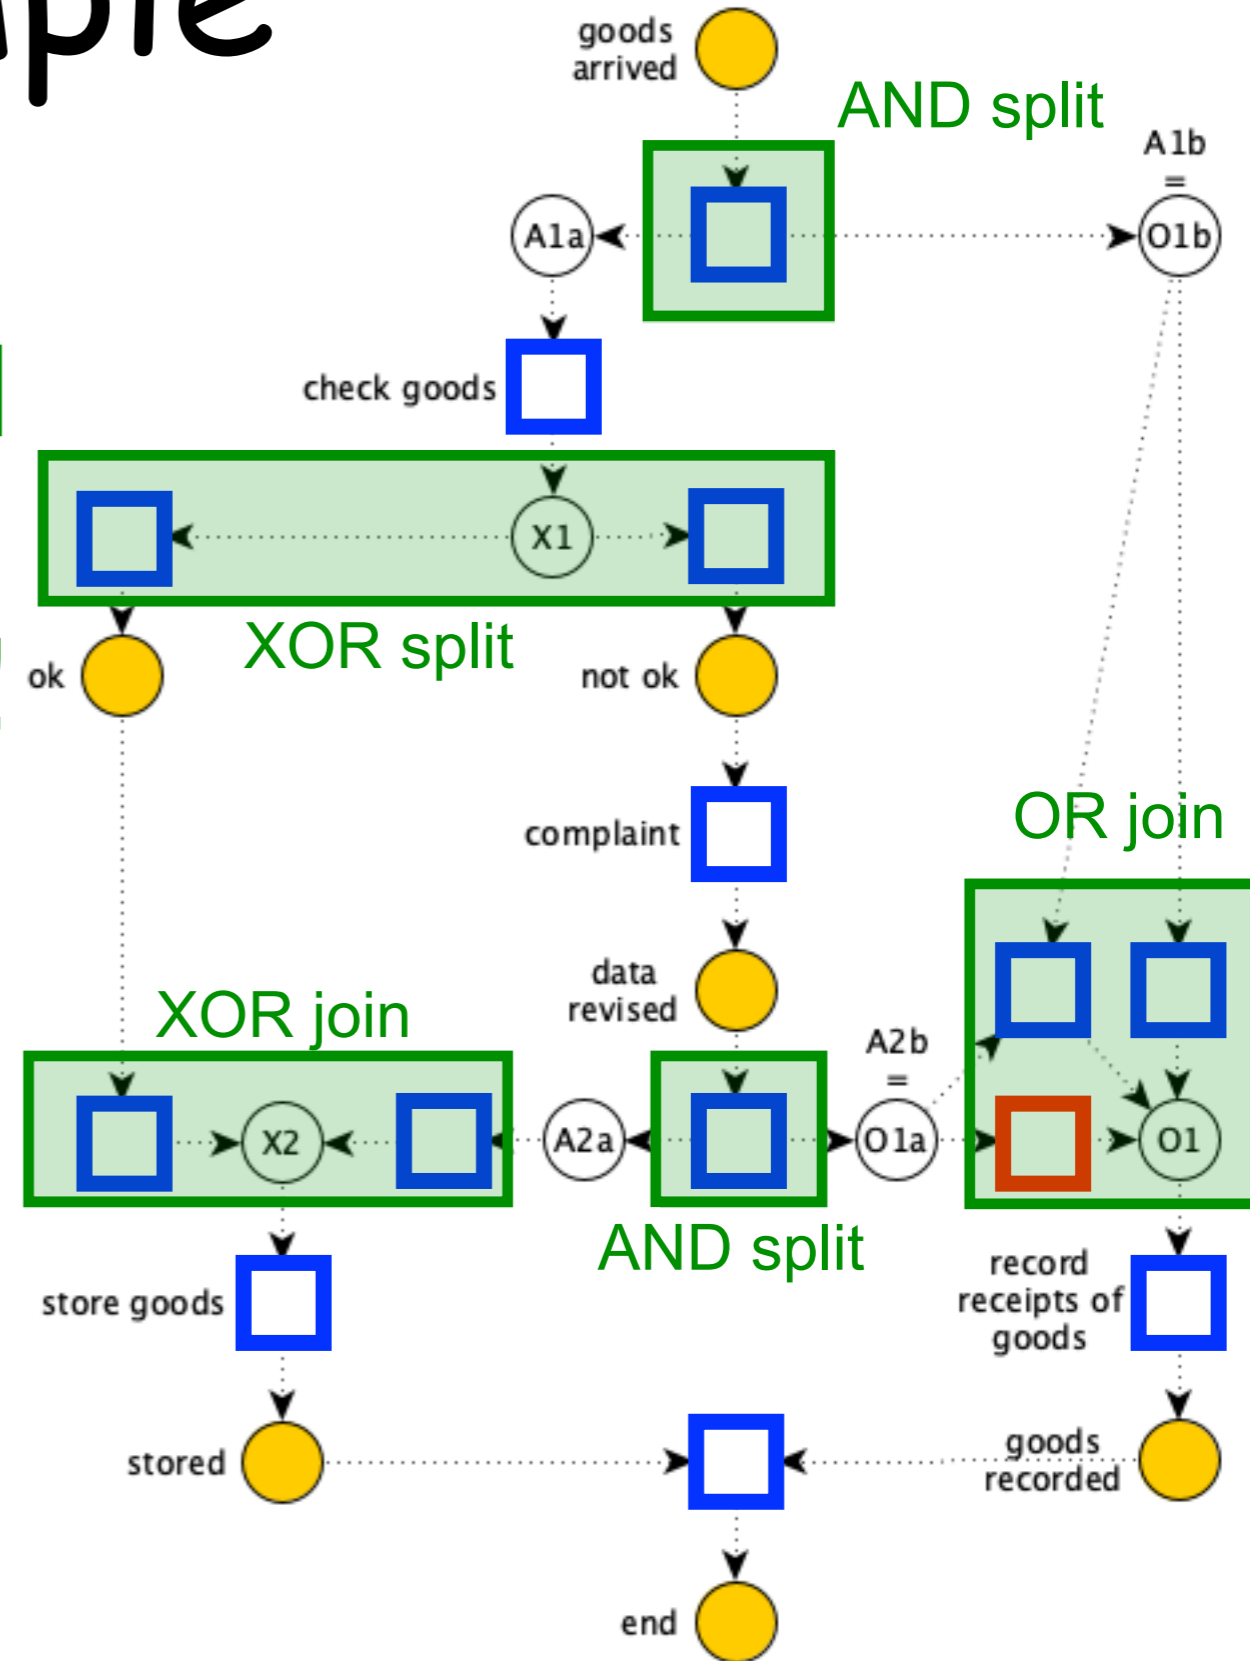 goods
arrived
AND split
A1b
=
A1a
O1b
check goods
X1
XOR split
ok
not ok
complaint
OR join
data
revised
XOR join
A2b
=
X2
A2a
O1a
O1
AND split
store goods
record
receipts of
goods
stored
goods
recorded
end